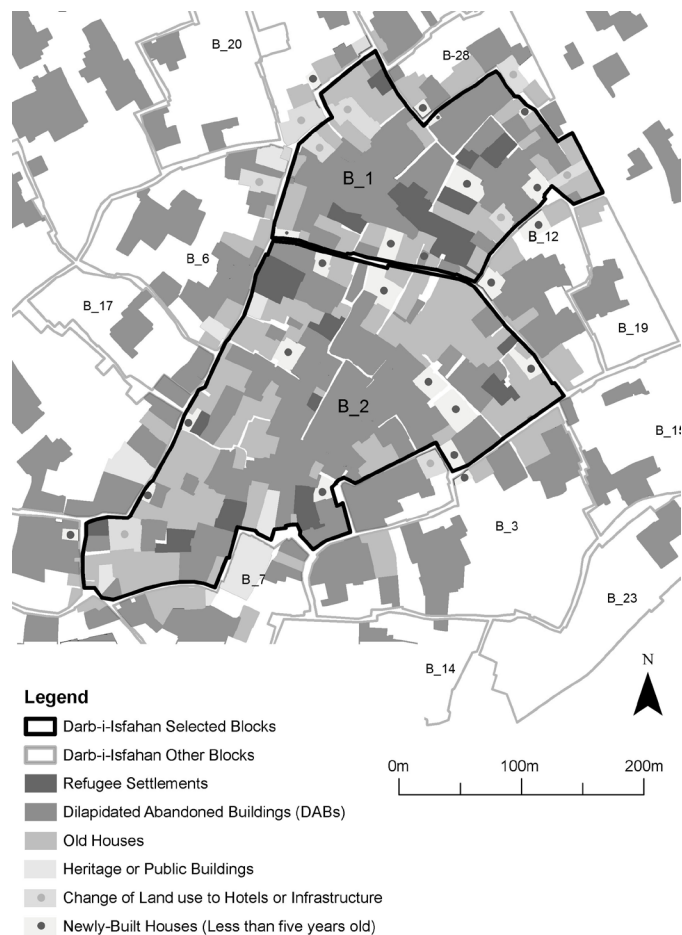 B_20
B-28
B_1
B_12
B_6
B_17
B_19
B_2
B_15
B_3
B_7
B_23
B_14
N
Legend
Darb-i-Isfahan Selected Blocks
Darb-i-Isfahan Other Blocks
Refugee Settlements
Dilapidated Abandoned Buildings (DABs)
Old Houses
Heritage or Public Buildings
Change of Land use to Hotels or Infrastructure
Newly-Built Houses (Less than five years old)
0m 100m 200m